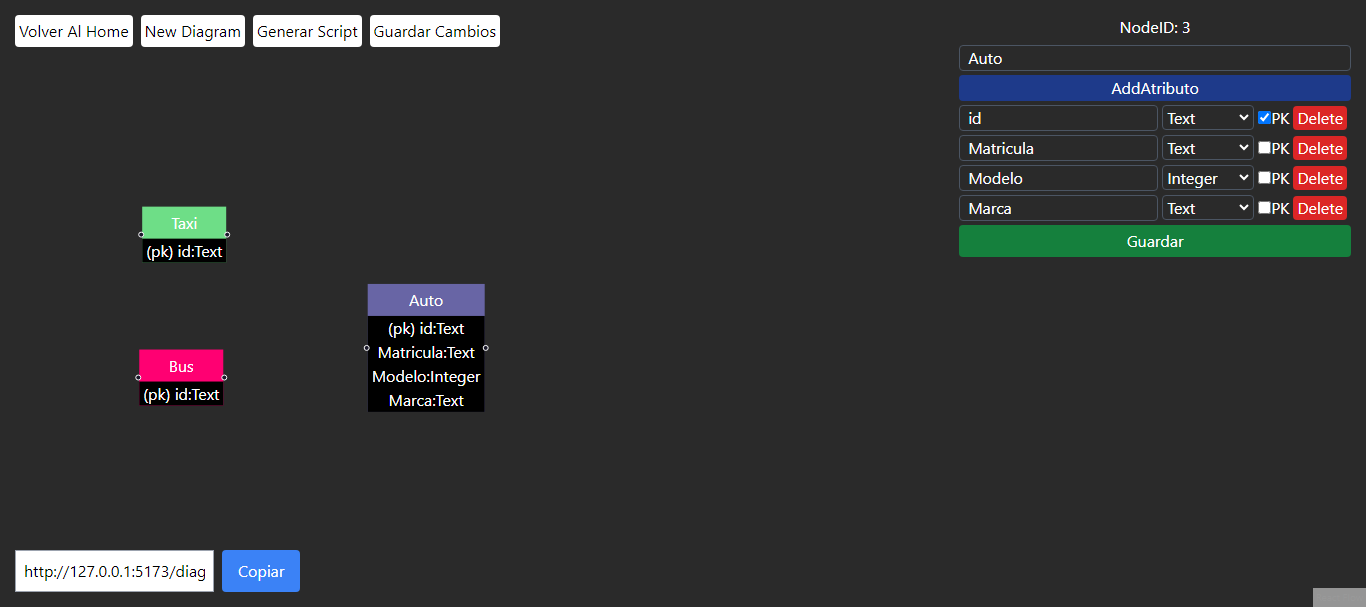 Volver Al Home New Diagram Generar Script Guardar Cambios
NodeID: 3
Auto
AddAtributo
id Text PK Delete
Matricula Text PK Delete
Modelo Integer PK Delete
Marca Text PK Delete
Guardar
Taxi
(pk) id:Text
Auto
(pk) id:Text
Matricula:Text
Modelo:Integer
Marca:Text
Bus
(pk) id:Text
http://127.0.0.1:5173/diag Copiar